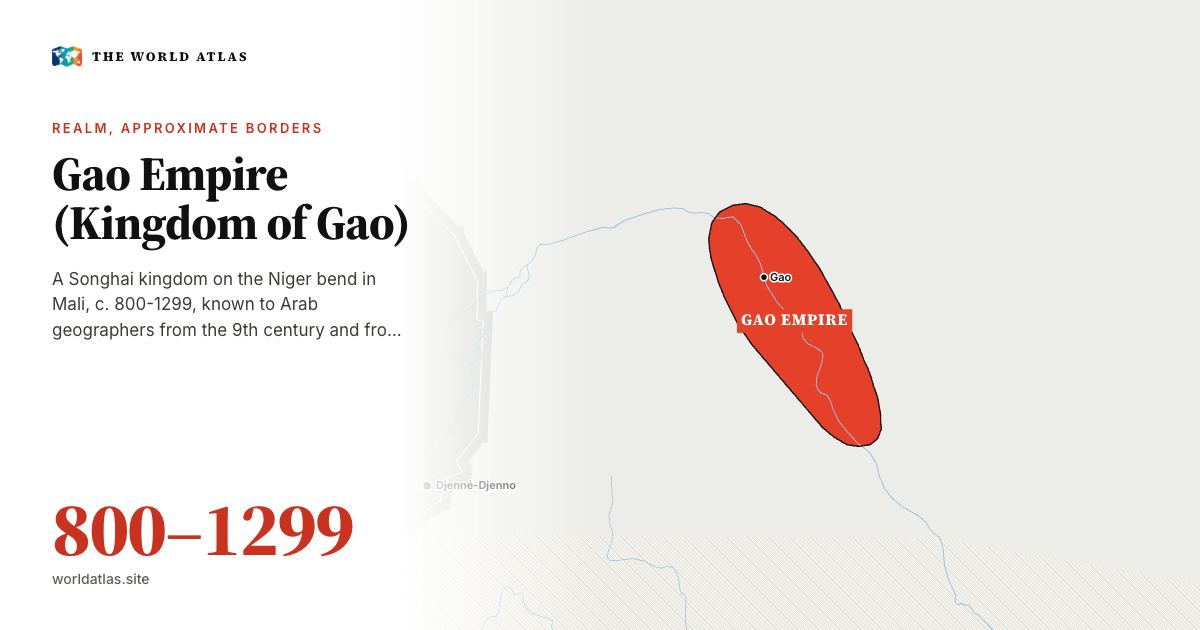 THE WORLD ATLAS
REALM, APPROXIMATE BORDERS
Gao Empire
(Kingdom of Gao)
A Songhai kingdom on the Niger bend in
Mali, c. 800-1299, known to Arab
geographers from the 9th century and fro...
800–1299
worldatlas.site
Gao
GAO EMPIRE
Djenné-Djenno